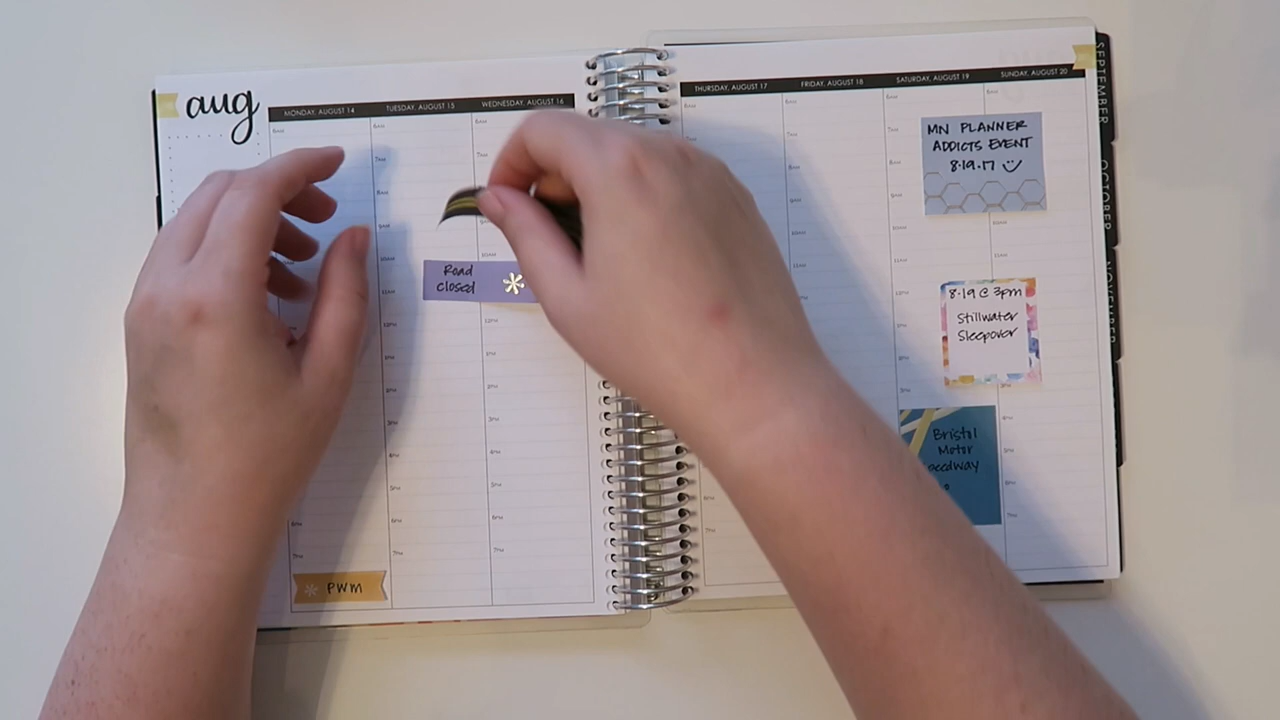 aug
MONDAY, AUGUST 14
TUESDAY, AUGUST 15
WEDNESDAY, AUGUST 16
THURSDAY, AUGUST 17
FRIDAY, AUGUST 18
SATURDAY, AUGUST 19
SUNDAY, AUGUST 20
Road
closed
PWM
MN PLANNER
ADDICTS EVENT
8.19.17
8.19 @ 3pm
Stillwater
Sleepover
Bristol
Motor
SEPTEMBER
OCTOBER
NOVEMBER